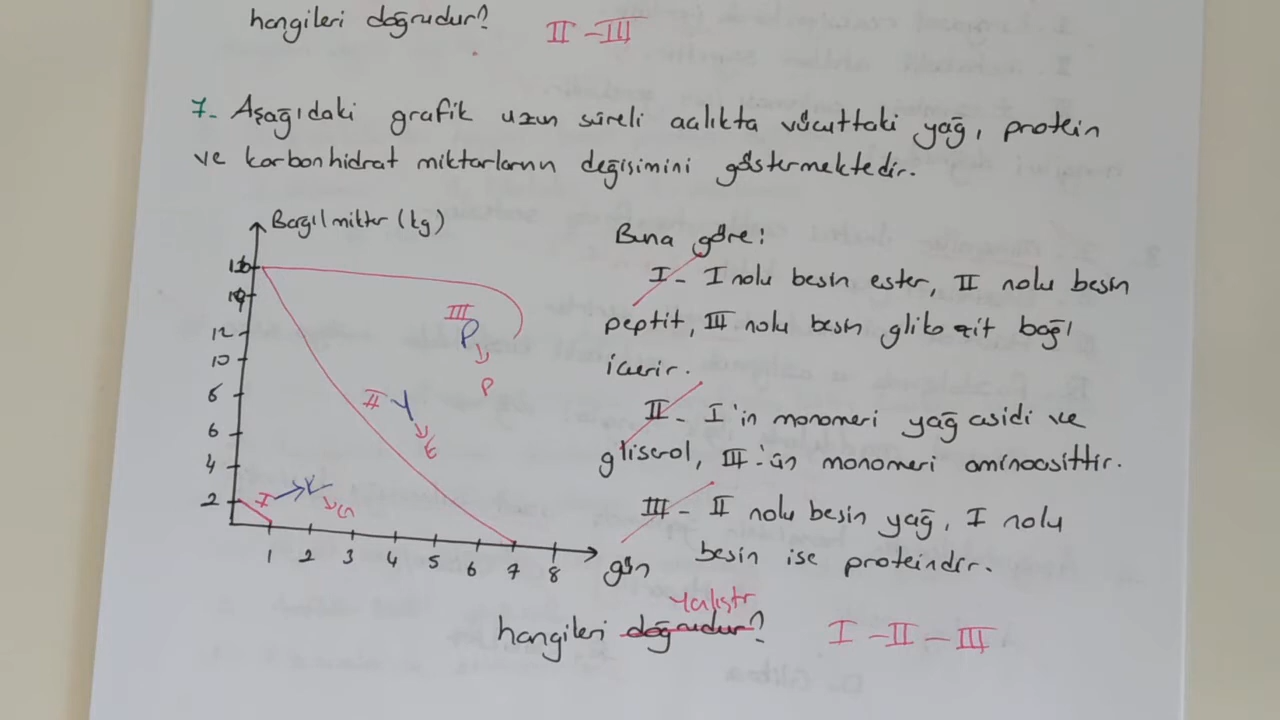 hangileri doğrudur? II - III
7- Aşağıdaki grafik uzun süreli açlıkta vücuttaki yağ, protein
ve karbonhidrat miktarlarının değişimini göstermektedir.
Bağıl miktar (kg)
12
10
6
6
4
2
1 2 3 4 5 6 7 8
gün
III
P
P
II Y
E
I K
G
Buna göre:
I - I nolu besin ester, II nolu besin
peptit, III nolu besin glikozit bağı
içerir.
II - I'in monomeri yağ asidi ve
gliserol, III-ün monomeri aminoasittir.
III - II nolu besin yağ, I nolu
besin ise proteindir.
yalıştr
hangileri doğrudur? I - II - III